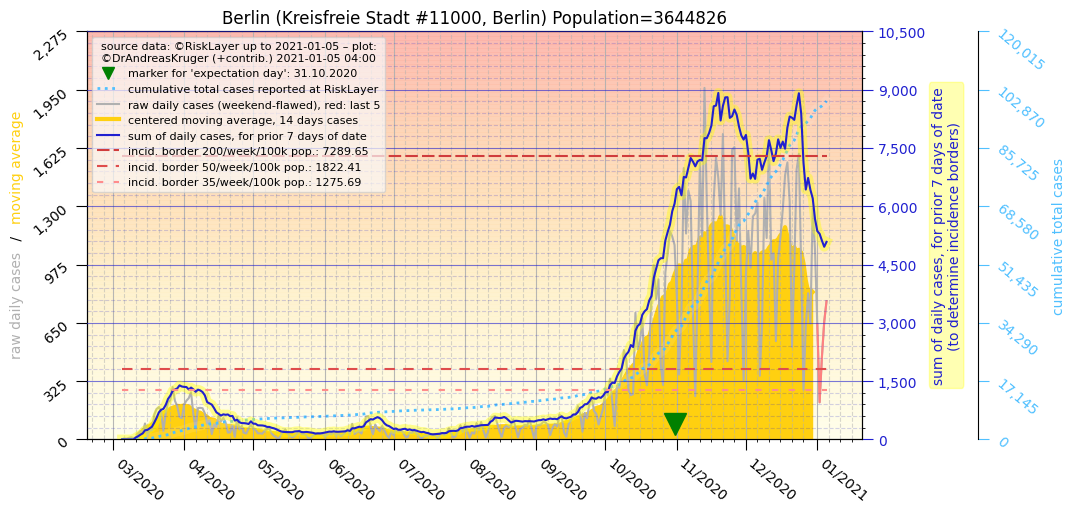 Berlin (Kreisfreie Stadt #11000, Berlin) Population=3644826
source data: ©RiskLayer up to 2021-01-05 – plot:
©DrAndreasKruger (+contrib.) 2021-01-05 04:00
marker for 'expectation day': 31.10.2020
cumulative total cases reported at RiskLayer
raw daily cases (weekend-flawed), red: last 5
centered moving average, 14 days cases
sum of daily cases, for prior 7 days of date
incid. border 200/week/100k pop.: 7289.65
incid. border 50/week/100k pop.: 1822.41
incid. border 35/week/100k pop.: 1275.69
raw daily cases / moving average
2,275
1,950
1,625
1,300
975
650
325
0
03/2020
04/2020
05/2020
06/2020
07/2020
08/2020
09/2020
10/2020
11/2020
12/2020
01/2021
10,500
9,000
7,500
6,000
4,500
3,000
1,500
0
sum of daily cases, for prior 7 days of date
(to determine incidence borders)
120,015
102,870
85,725
68,580
51,435
34,290
17,145
0
cumulative total cases